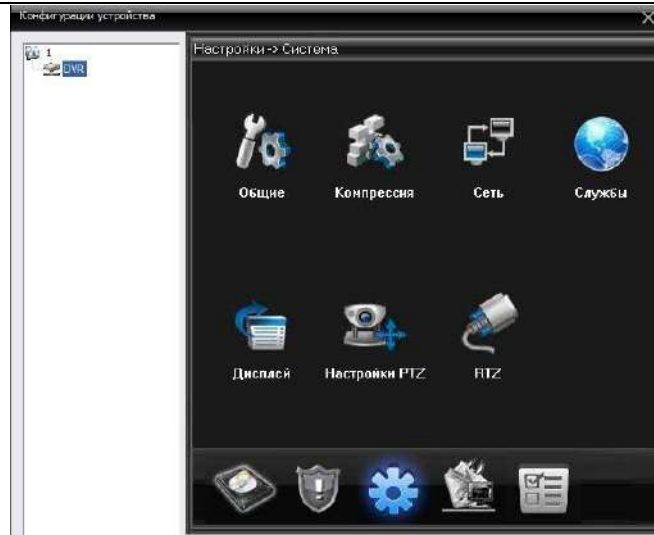 Конфигурации устройства
1
DVR
Настройки-> Система
Общие
Компрессия
Сеть
Службы
Дисплей
Настройки PTZ
RTZ